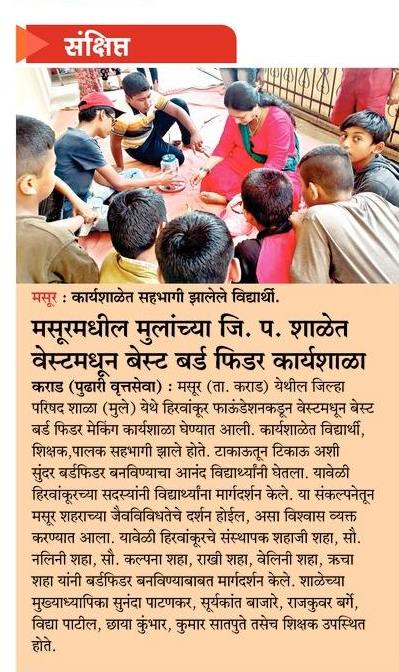 संक्षिप्त
मसूर : कार्यशाळेत सहभागी झालेले विद्यार्थी.
मसूरमधील मुलांच्या जि. प. शाळेत
वेस्टमधून बेस्ट बर्ड फिडर कार्यशाळा
कराड (पुढारी वृत्तसेवा) : मसूर (ता. कराड) येथील जिल्हा
परिषद शाळा (मुले) येथे हिरवांकूर फाऊंडेशनकडून वेस्टमधून बेस्ट
बर्ड फिडर मेकिंग कार्यशाळा घेण्यात आली. कार्यशाळेत विद्यार्थी,
शिक्षक,पालक सहभागी झाले होते. टाकाऊतून टिकाऊ अशी
सुंदर बर्डफिडर बनविण्याचा आनंद विद्यार्थ्यांनी घेतला. यावेळी
हिरवांकूरच्या सदस्यांनी विद्यार्थ्यांना मार्गदर्शन केले. या संकल्पनेतून
मसूर शहराच्या जैवविविधतेचे दर्शन होईल, असा विश्वास व्यक्त
करण्यात आला. यावेळी हिरवांकूरचे संस्थापक शहाजी शहा, सौ.
नलिनी शहा, सौ. कल्पना शहा, राखी शहा, वेलिनी शहा, ऋचा
शहा यांनी बर्डफिडर बनविण्याबाबत मार्गदर्शन केले. शाळेच्या
मुख्याध्यापिका सुनंदा पाटणकर, सूर्यकांत बाजारे, राजकुवर बर्गे,
विद्या पाटील, छाया कुंभार, कुमार सातपुते तसेच शिक्षक उपस्थित
होते.